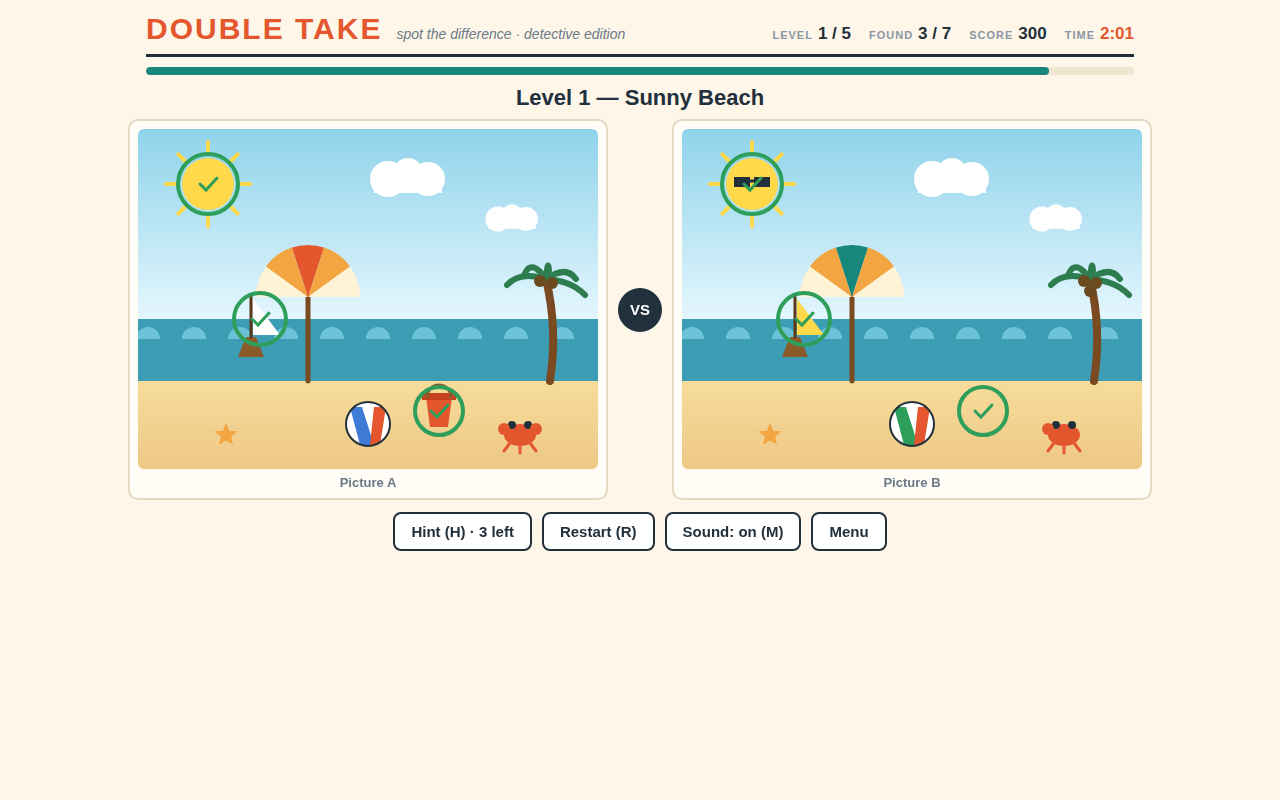 DOUBLE TAKE spot the difference · detective edition LEVEL 1 / 5 FOUND 3 / 7 SCORE 300 TIME 2:01
Level 1 — Sunny Beach
VS
Picture A Picture B
Hint (H) · 3 left Restart (R) Sound: on (M) Menu